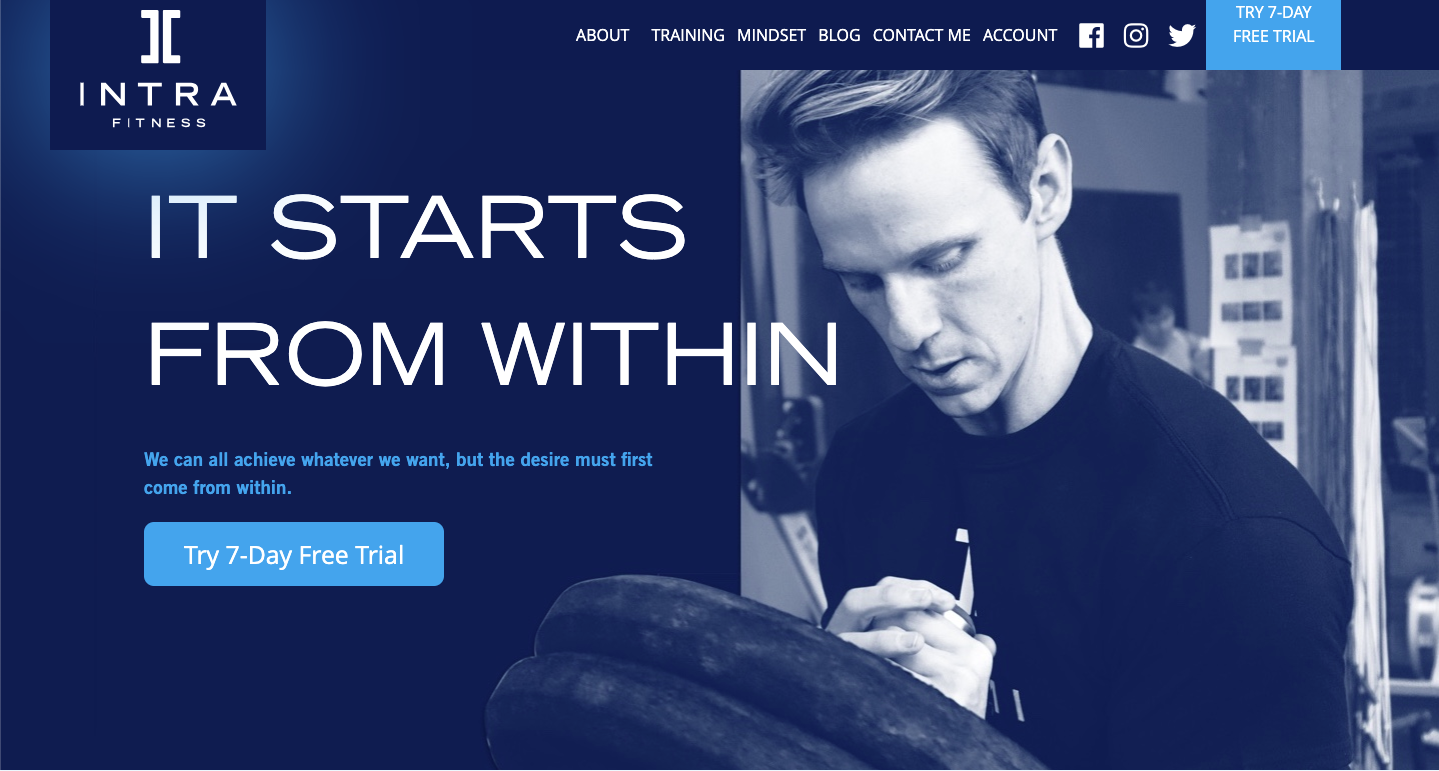 INTRA
FITNESS
ABOUT TRAINING MINDSET BLOG CONTACT ME ACCOUNT
TRY 7-DAY
FREE TRIAL
IT STARTS
FROM WITHIN
We can all achieve whatever we want, but the desire must first
come from within.
Try 7-Day Free Trial